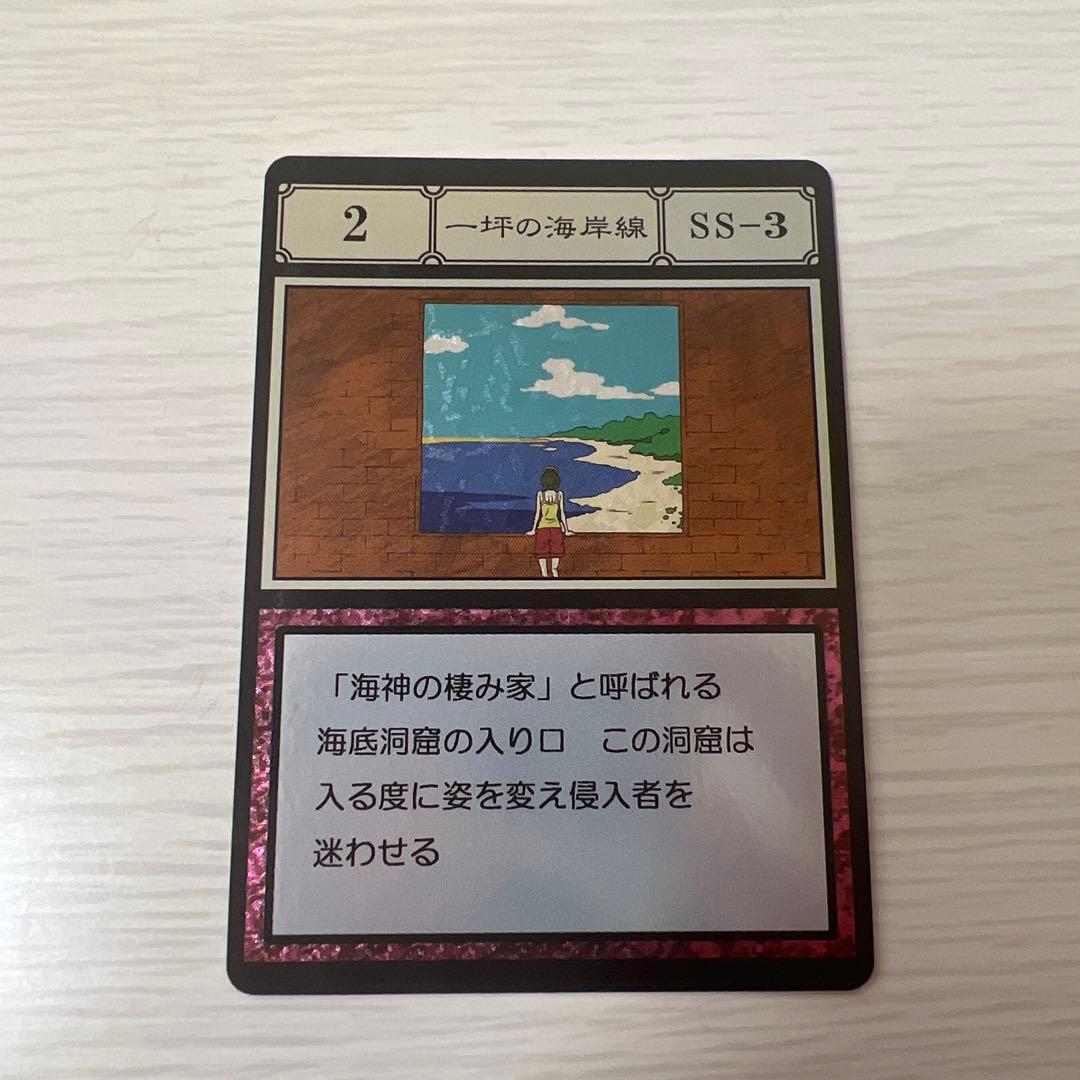 2 一坪の海岸線 SS-3
「海神の棲み家」と呼ばれる
海底洞窟の入り口　この洞窟は
入る度に姿を変え侵入者を
迷わせる